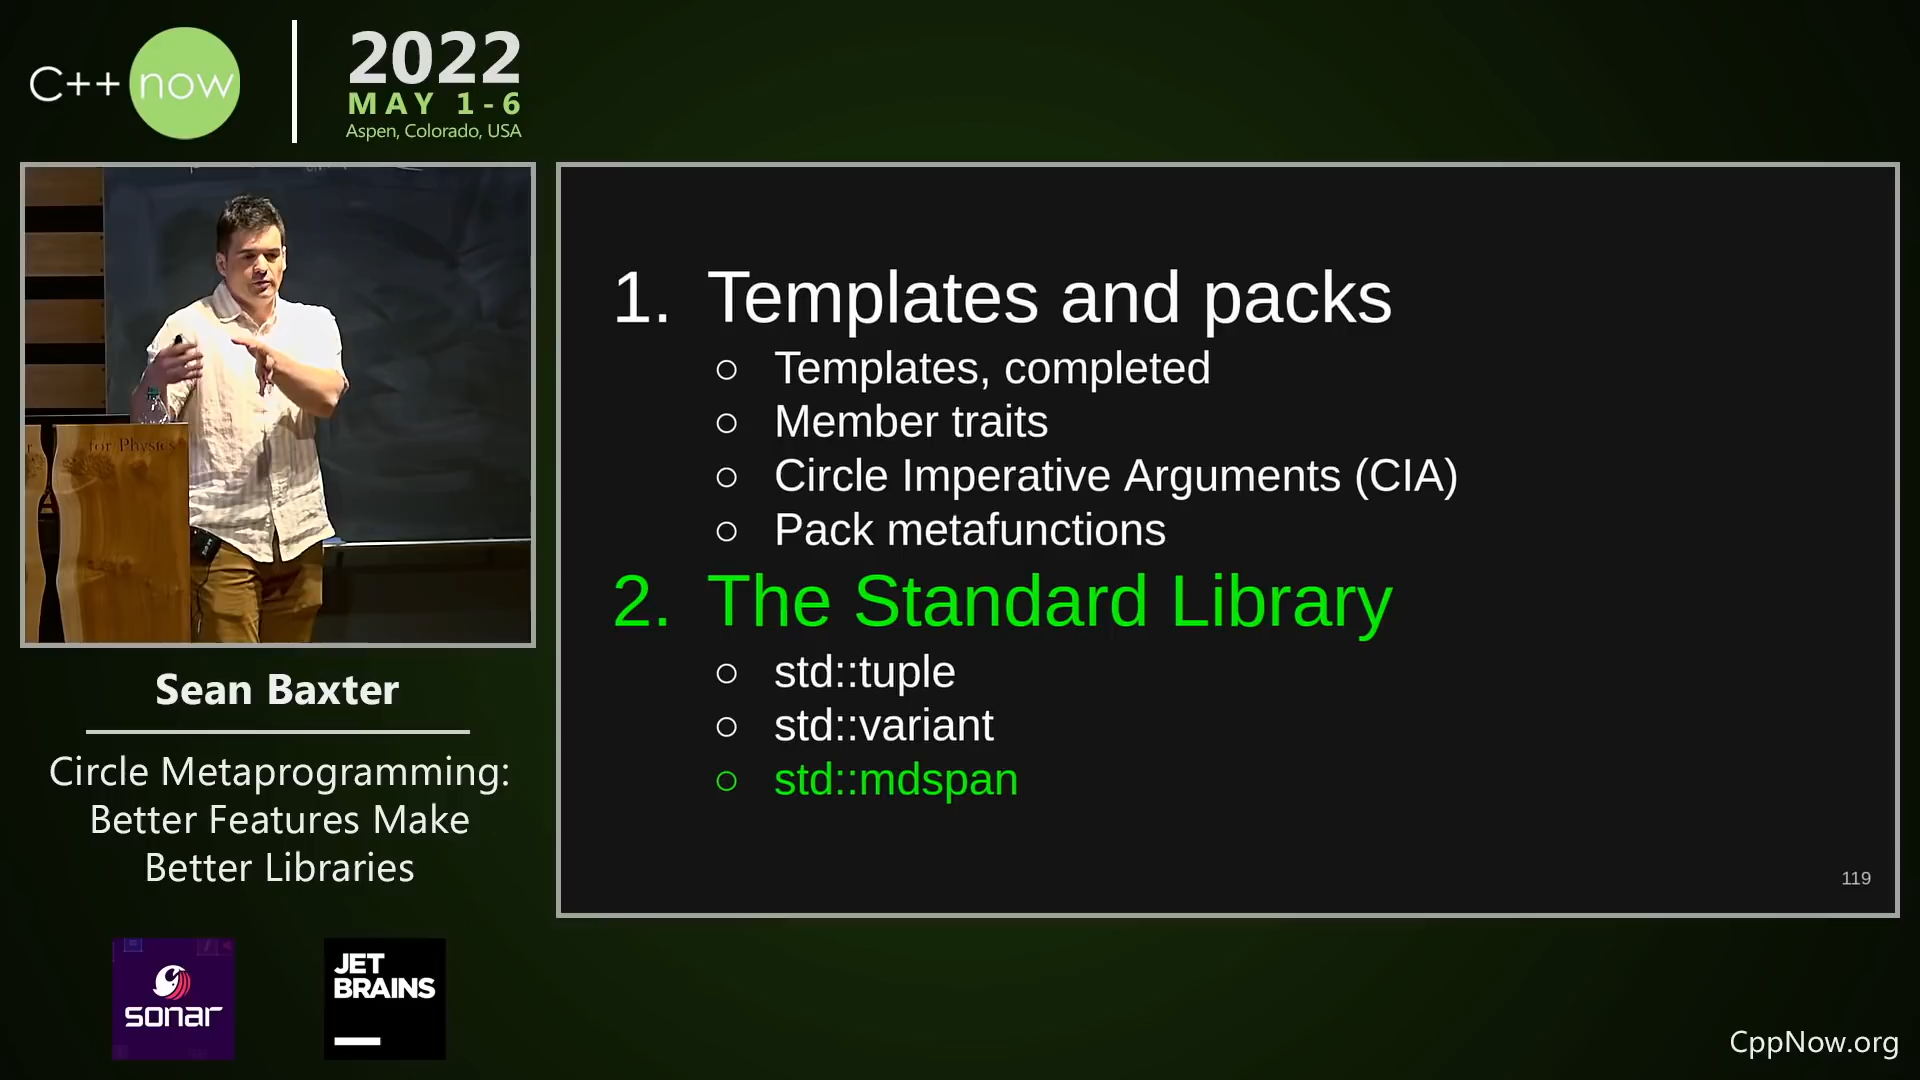 C++ now
2022
MAY 1-6
Aspen, Colorado, USA
for Physics
Sean Baxter
Circle Metaprogramming:
Better Features Make
Better Libraries
1. Templates and packs
○ Templates, completed
○ Member traits
○ Circle Imperative Arguments (CIA)
○ Pack metafunctions
2. The Standard Library
○ std::tuple
○ std::variant
○ std::mdspan
119
sonar
JET
BRAINS
CppNow.org